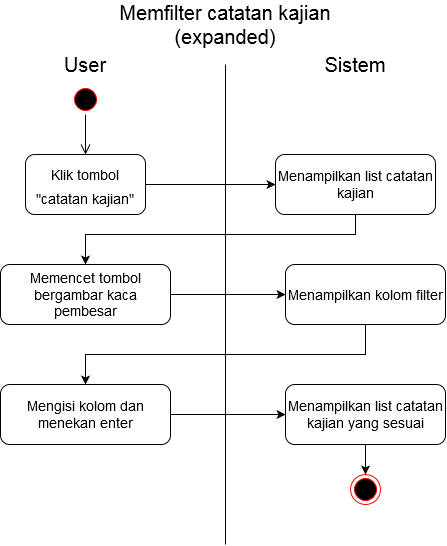 Memfilter catatan kajian
(expanded)
User
Sistem
Klik tombol
"catatan kajian"
Menampilkan list catatan
kajian
Memencet tombol
bergambar kaca
pembesar
Menampilkan kolom filter
Mengisi kolom dan
menekan enter
Menampilkan list catatan
kajian yang sesuai